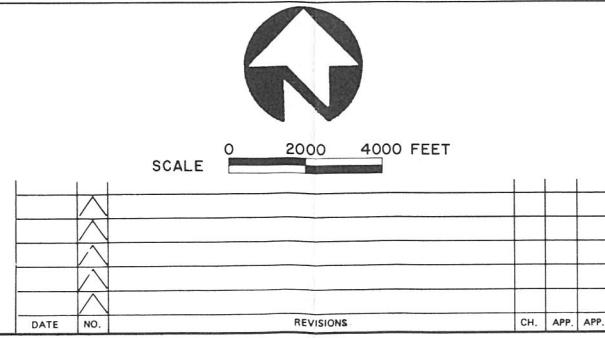 N
0 2000 4000 FEET
SCALE
DATE NO. REVISIONS CH. APP. APP.